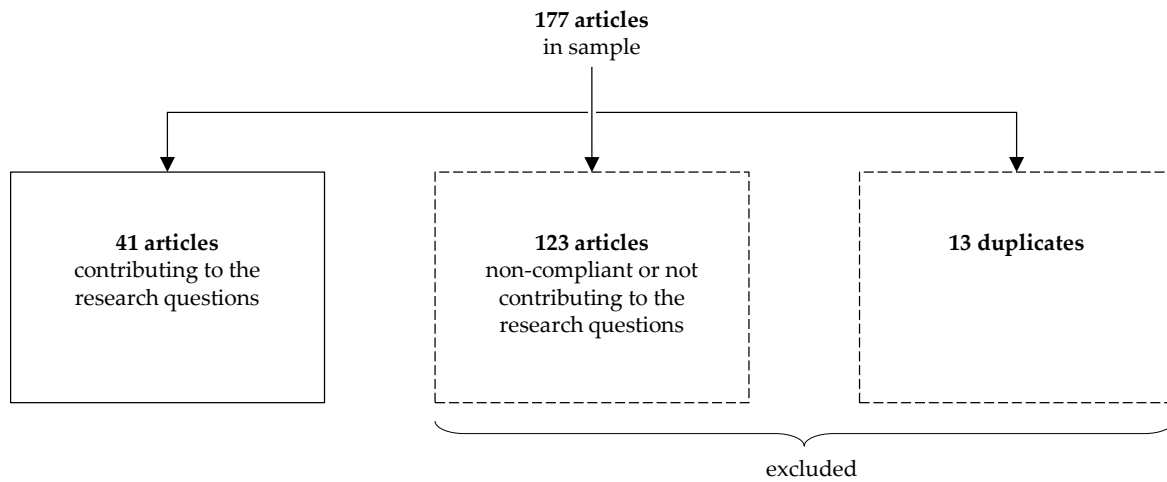 177 articles
in sample
41 articles
contributing to the
research questions
123 articles
non-compliant or not
contributing to the
research questions
13 duplicates
excluded